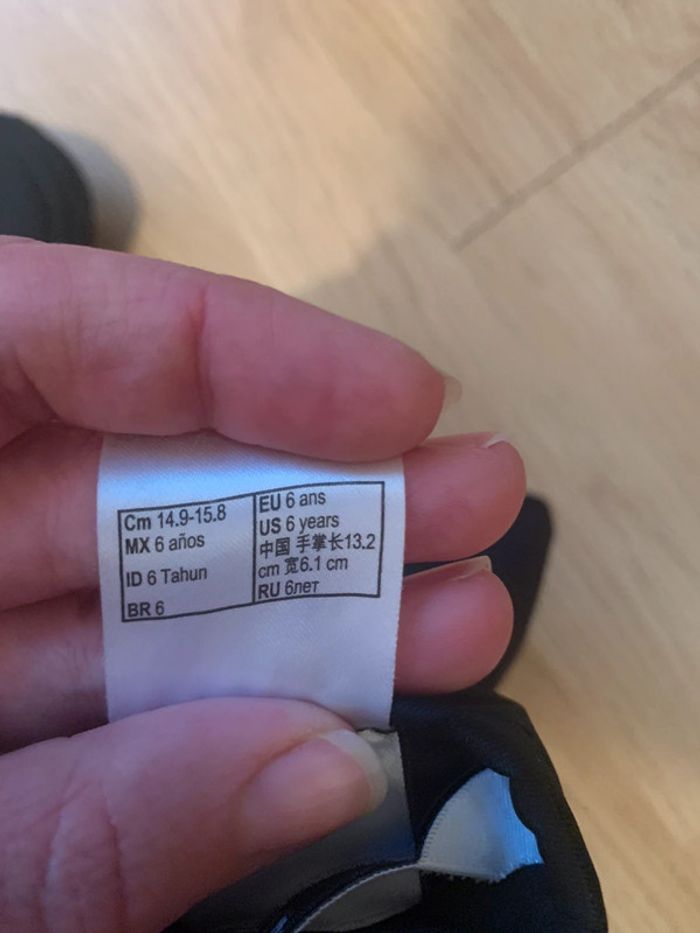 Cm 14.9-15.8
MX 6 años
ID 6 Tahun
BR 6
EU 6 ans
US 6 years
中国 手掌长13.2
cm 宽6.1 cm
RU 6лет